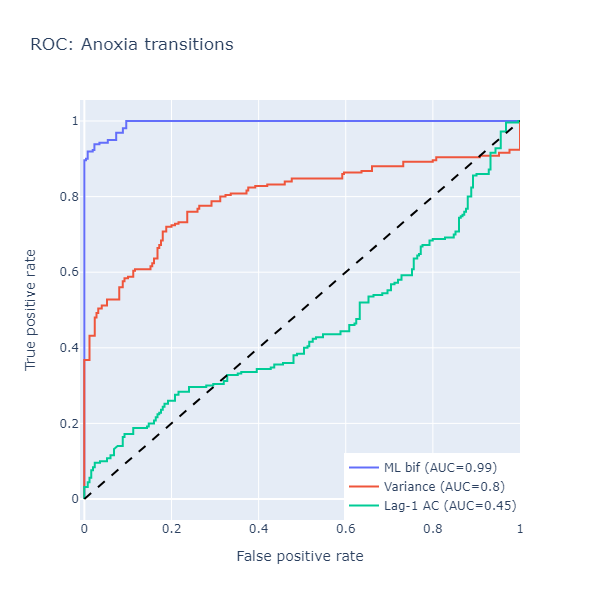 ROC: Anoxia transitions
1
0.8
0.6
0.4
0.2
0
True positive rate
0
0.2
0.4
0.6
0.8
1
False positive rate
ML bif (AUC=0.99)
Variance (AUC=0.8)
Lag-1 AC (AUC=0.45)